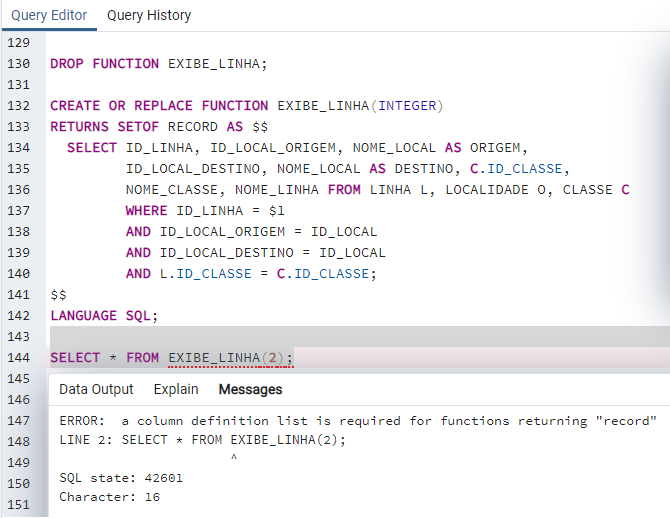 Query Editor Query History
129
130 DROP FUNCTION EXIBE_LINHA;
131
132 CREATE OR REPLACE FUNCTION EXIBE_LINHA(INTEGER)
133 RETURNS SETOF RECORD AS $$
134 SELECT ID_LINHA, ID_LOCAL_ORIGEM, NOME_LOCAL AS ORIGEM,
135 ID_LOCAL_DESTINO, NOME_LOCAL AS DESTINO, C.ID_CLASSE,
136 NOME_CLASSE, NOME_LINHA FROM LINHA L, LOCALIDADE O, CLASSE C
137 WHERE ID_LINHA = $1
138 AND ID_LOCAL_ORIGEM = ID_LOCAL
139 AND ID_LOCAL_DESTINO = ID_LOCAL
140 AND L.ID_CLASSE = C.ID_CLASSE;
141 $$
142 LANGUAGE SQL;
143
144 SELECT * FROM EXIBE_LINHA(2);
145 Data Output Explain Messages
146
147 ERROR: a column definition list is required for functions returning "record"
148 LINE 2: SELECT * FROM EXIBE_LINHA(2);
149 ^
150 SQL state: 42601
151 Character: 16